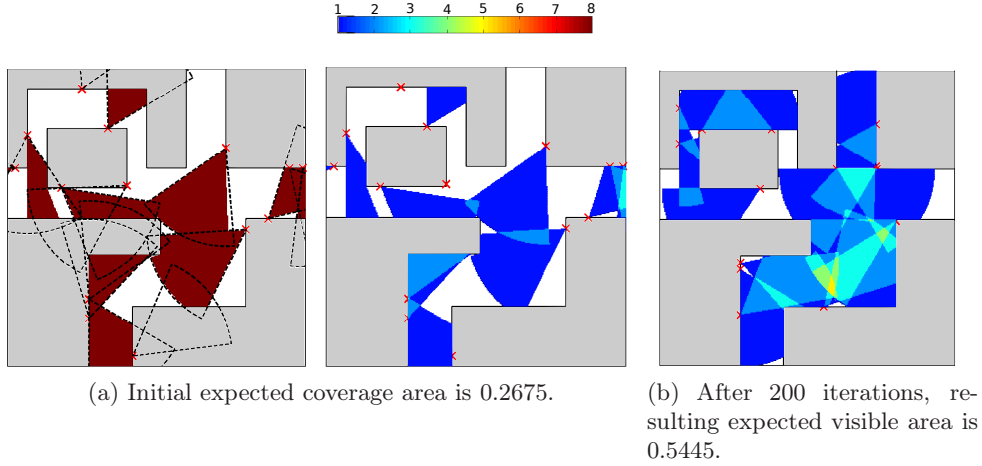 1 2 3 4 5 6 7 8
(a) Initial expected coverage area is 0.2675.
(b) After 200 iterations, re-
sulting expected visible area is
0.5445.